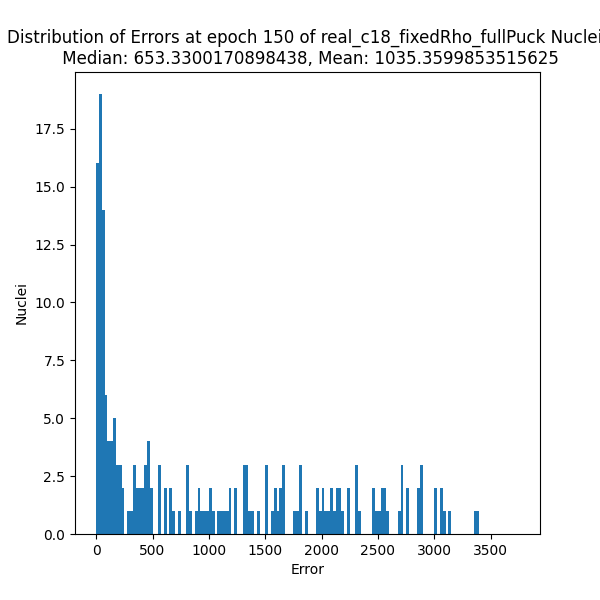 Distribution of Errors at epoch 150 of real_c18_fixedRho_fullPuck Nuclei
Median: 653.3300170898438, Mean: 1035.3599853515625
17.5
15.0
12.5
10.0
7.5
5.0
2.5
0.0
Nuclei
0 500 1000 1500 2000 2500 3000 3500
Error